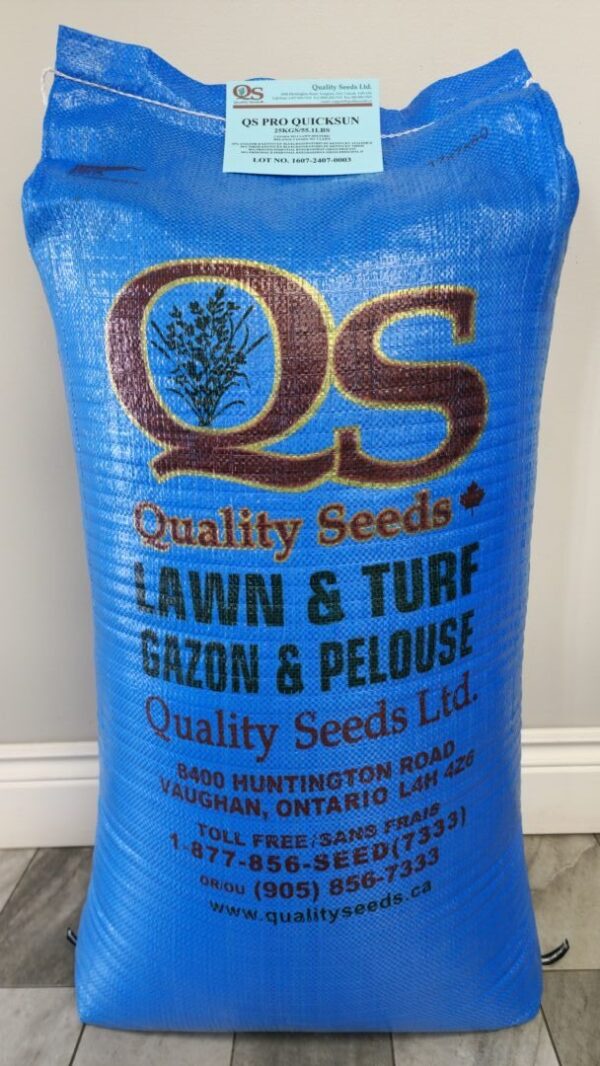 QS
Quality Seeds Ltd.
QS PRO QUICKSUN
25KGS/55.1LBS
LOT NO. 1607-2407-0003
QS
Quality Seeds
LAWN & TURF
GAZON & PELOUSE
Quality Seeds Ltd.
8400 HUNTINGTON ROAD
VAUGHAN, ONTARIO L4H 4Z6
TOLL FREE/SANS FRAIS
1-877-856-SEED(7333)
OR/OU (905) 856-7333
www.qualityseeds.ca